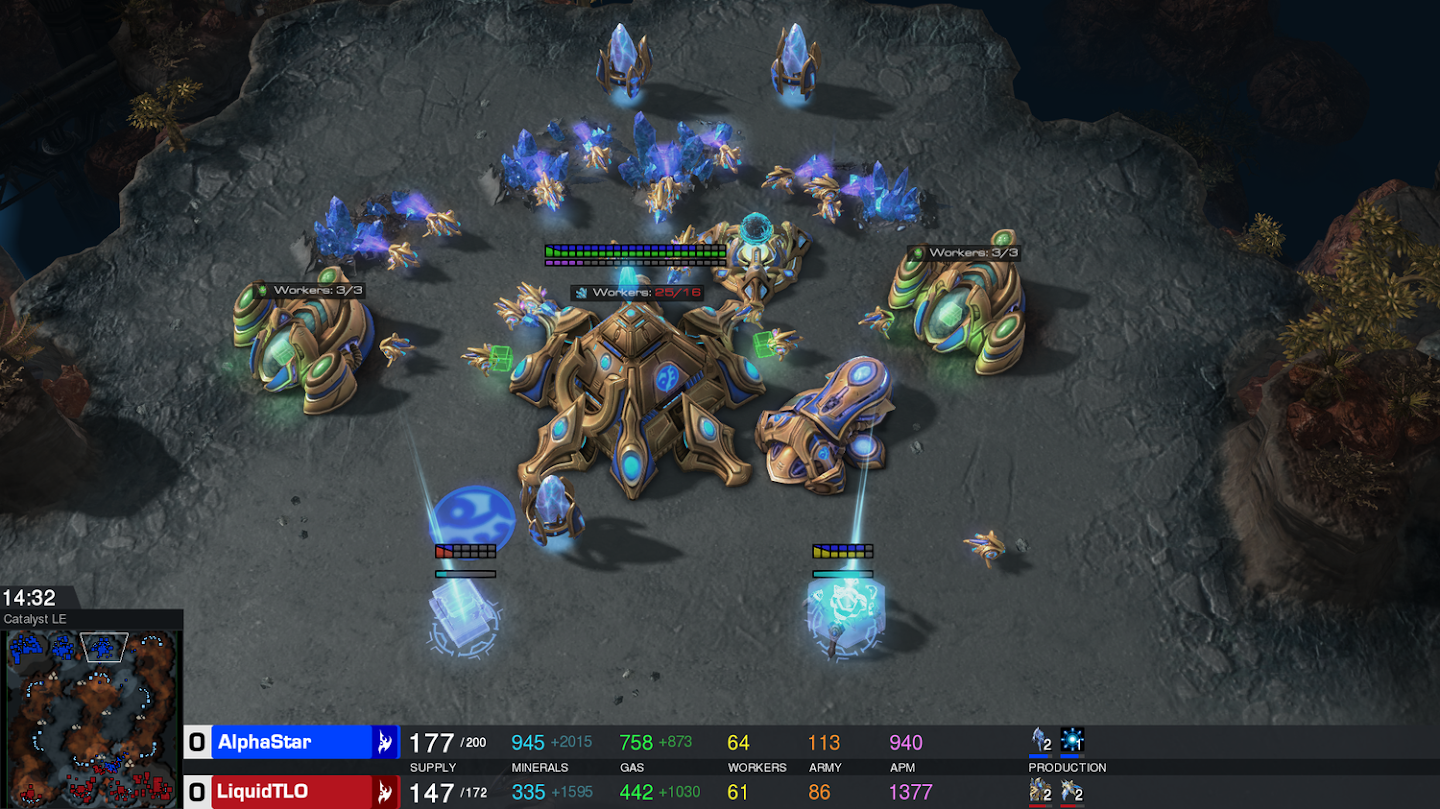 Workers: 3/3
Workers: 3/3
Workers: 25/16
14:32
Catalyst LE
0 AlphaStar 177 /200 945 +2015 758 +873 64 113 940 2 1
SUPPLY MINERALS GAS WORKERS ARMY APM PRODUCTION
0 LiquidTLO 147 /172 335 +1595 442 +1030 61 86 1377 2 2